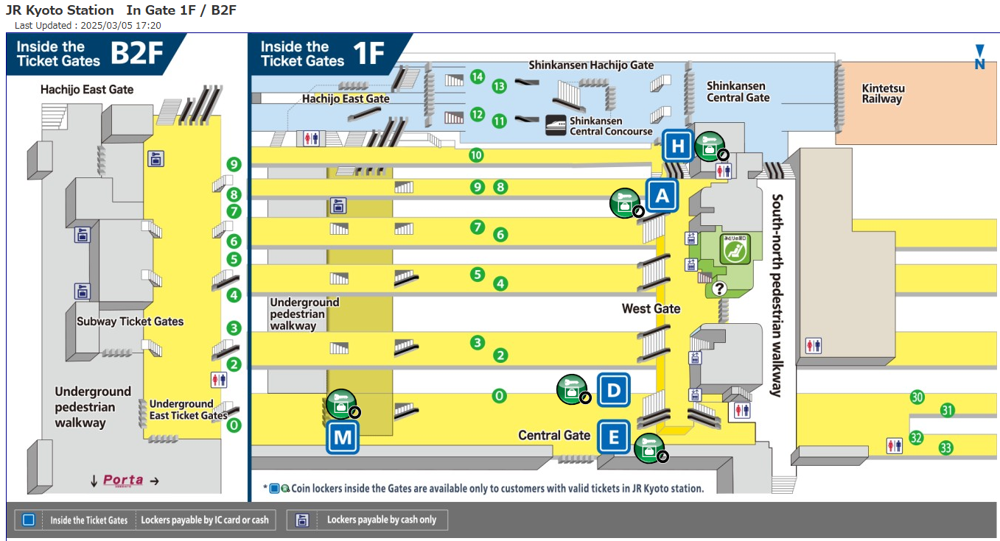 JR Kyoto Station In Gate 1F / B2F
Last Updated : 2025/03/05 17:20
Inside the
Ticket Gates B2F
Hachijo East Gate
9
8
7
6
5
4
3
2
0
Subway Ticket Gates
Underground
pedestrian
walkway
Underground
East Ticket Gates
↓ Porta →
Inside the
Ticket Gates 1F
N
Shinkansen Hachijo Gate
14
13
Hachijo East Gate
Shinkansen
Central Gate
Kintetsu
Railway
12
11
Shinkansen
Central Concourse
H
10
9 8
A
7
6
みどりの窓口
5
4
?
Underground
pedestrian
walkway
West Gate
South-north pedestrian walkway
3
2
0
D
M
Central Gate
E
30
31
32
33
* Coin lockers inside the Gates are available only to customers with valid tickets in JR Kyoto station.
Inside the Ticket Gates Lockers payable by IC card or cash
Lockers payable by cash only